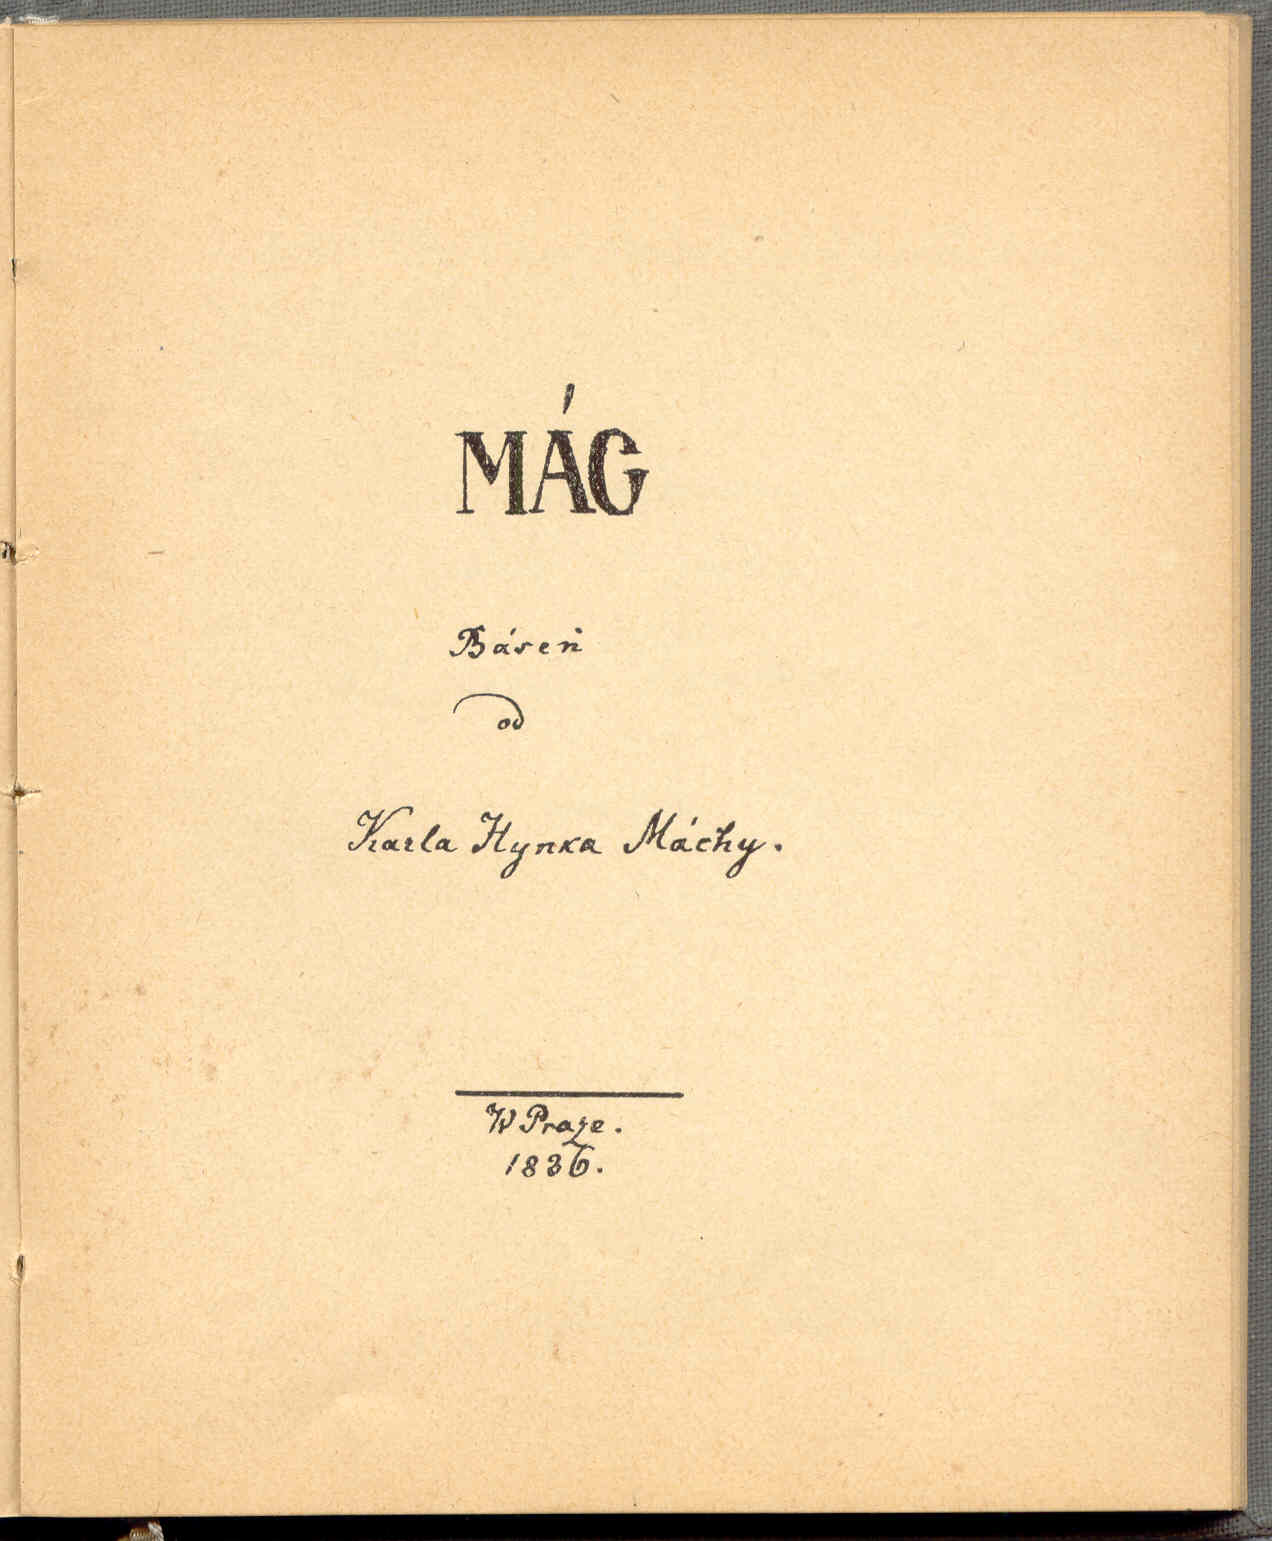 MÁG
Báseň
od
Karla Hynka Máchy.
W Praze.
1836.